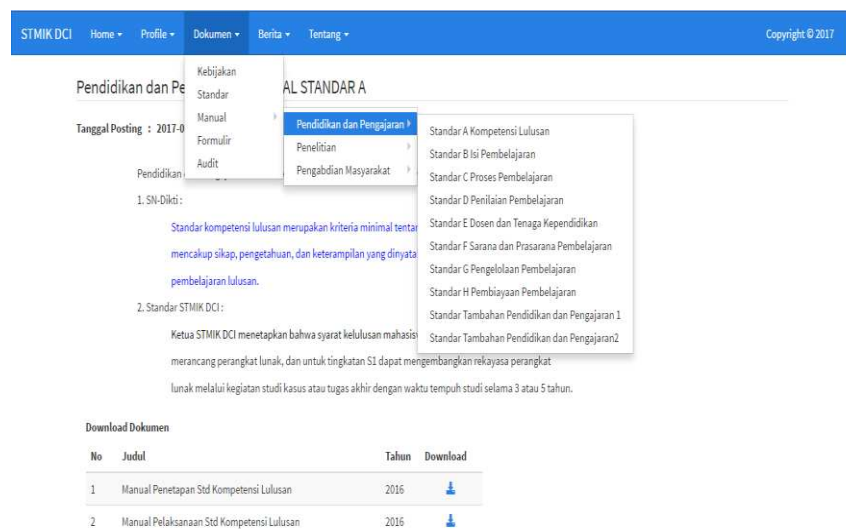 STMIK DCI Home Profile Dokumen Berita Tentang Copyright © 2017
Kebijakan
Standar
Manual
Formulir
Audit
Pendidikan dan Pengajaran
Penelitian
Pengabdian Masyarakat
Standar A Kompetensi Lulusan
Standar B Isi Pembelajaran
Standar C Proses Pembelajaran
Standar D Penilaian Pembelajaran
Standar E Dosen dan Tenaga Kependidikan
Standar F Sarana dan Prasarana Pembelajaran
Standar G Pengelolaan Pembelajaran
Standar H Pembiayaan Pembelajaran
Standar Tambahan Pendidikan dan Pengajaran 1
Standar Tambahan Pendidikan dan Pengajaran2
Pendidikan dan Pe AL STANDAR A
Tanggal Posting : 2017-0
Pendidikan
1. SN-Dikti :
Standar kompetensi lulusan merupakan kriteria minimal tentan
mencakup sikap, pengetahuan, dan keterampilan yang dinyata
pembelajaran lulusan.
2. Standar STMIK DCI :
Ketua STMIK DCI menetapkan bahwa syarat kelulusan mahasisw
merancang perangkat lunak, dan untuk tingkatan S1 dapat mengembangkan rekayasa perangkat
lunak melalui kegiatan studi kasus atau tugas akhir dengan waktu tempuh studi selama 3 atau 5 tahun.
Download Dokumen
No Judul Tahun Download
1 Manual Penetapan Std Kompetensi Lulusan 2016
2 Manual Pelaksanaan Std Kompetensi Lulusan 2016